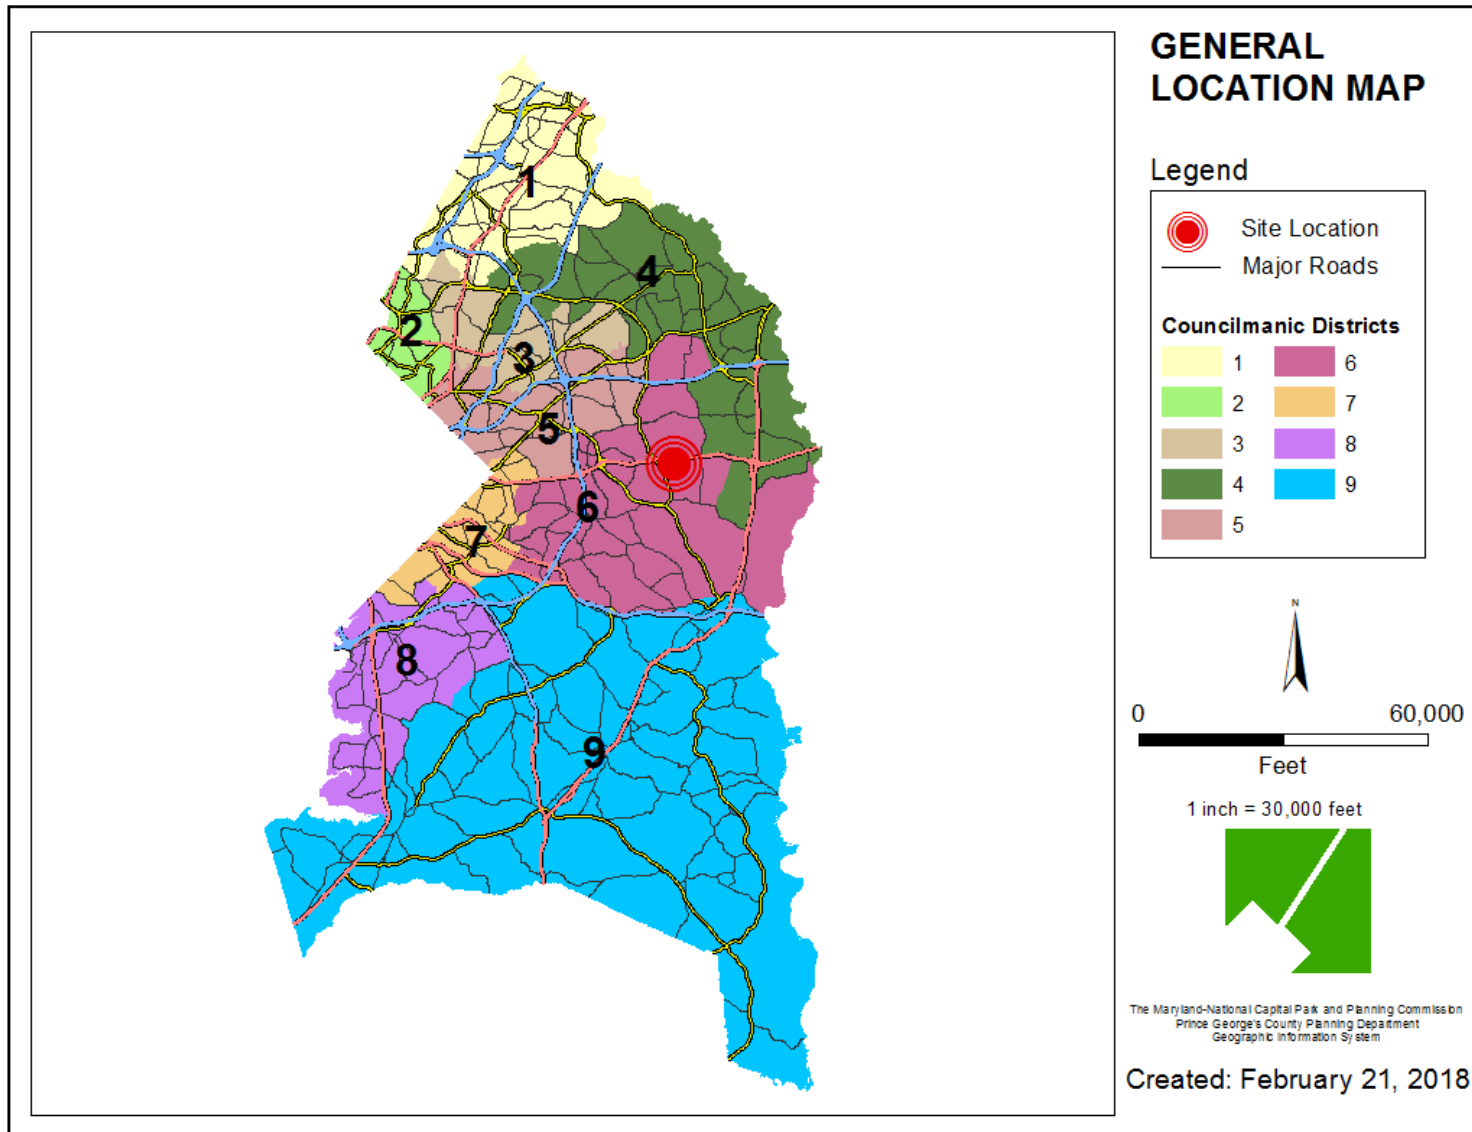 GENERAL
LOCATION MAP
Legend
Site Location
Major Roads
Councilmanic Districts
1 6
2 7
3 8
4 9
5
1
4
2
3
5
6
7
8
9
N
0 60,000
Feet
1 inch = 30,000 feet
The Maryland-National Capital Park and Planning Commission
Prince George's County Planning Department
Geographic Information System
Created: February 21, 2018